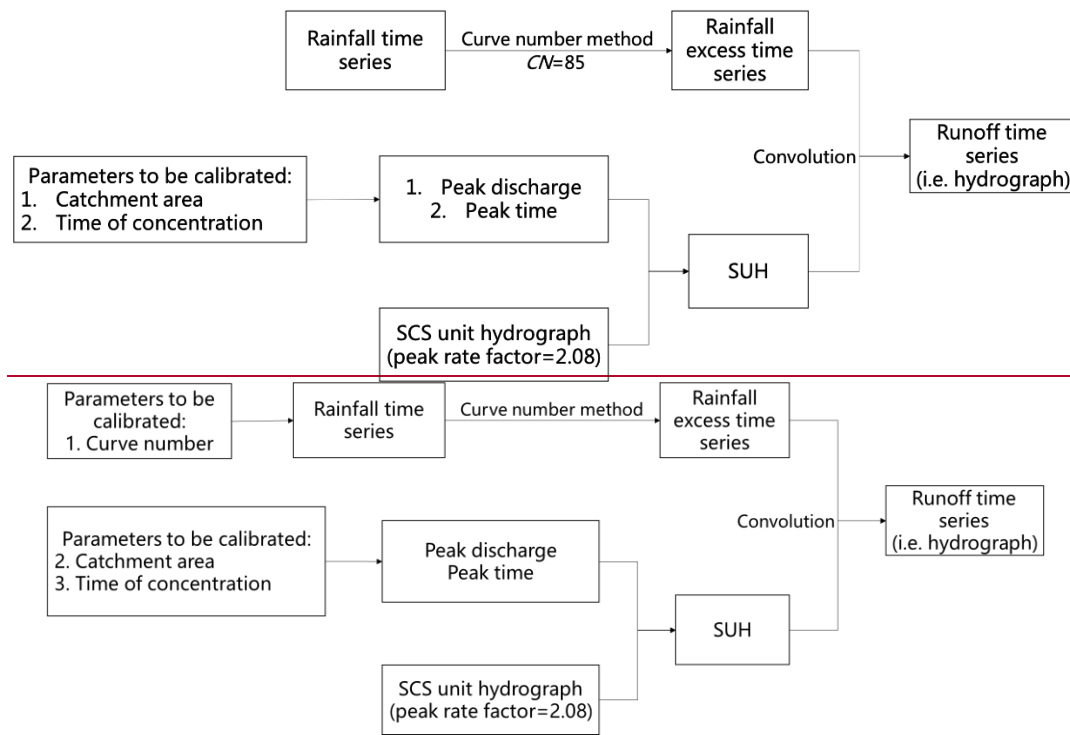 Rainfall time
series
Curve number method
CN=85
Rainfall
excess time
series
Runoff time
series
(i.e. hydrograph)
Convolution
Parameters to be calibrated:
1. Catchment area
2. Time of concentration
1. Peak discharge
2. Peak time
SUH
SCS unit hydrograph
(peak rate factor=2.08)
Parameters to be
calibrated:
1. Curve number
Rainfall time
series
Curve number method
Rainfall
excess time
series
Runoff time
series
(i.e. hydrograph)
Convolution
Parameters to be calibrated:
2. Catchment area
3. Time of concentration
Peak discharge
Peak time
SUH
SCS unit hydrograph
(peak rate factor=2.08)